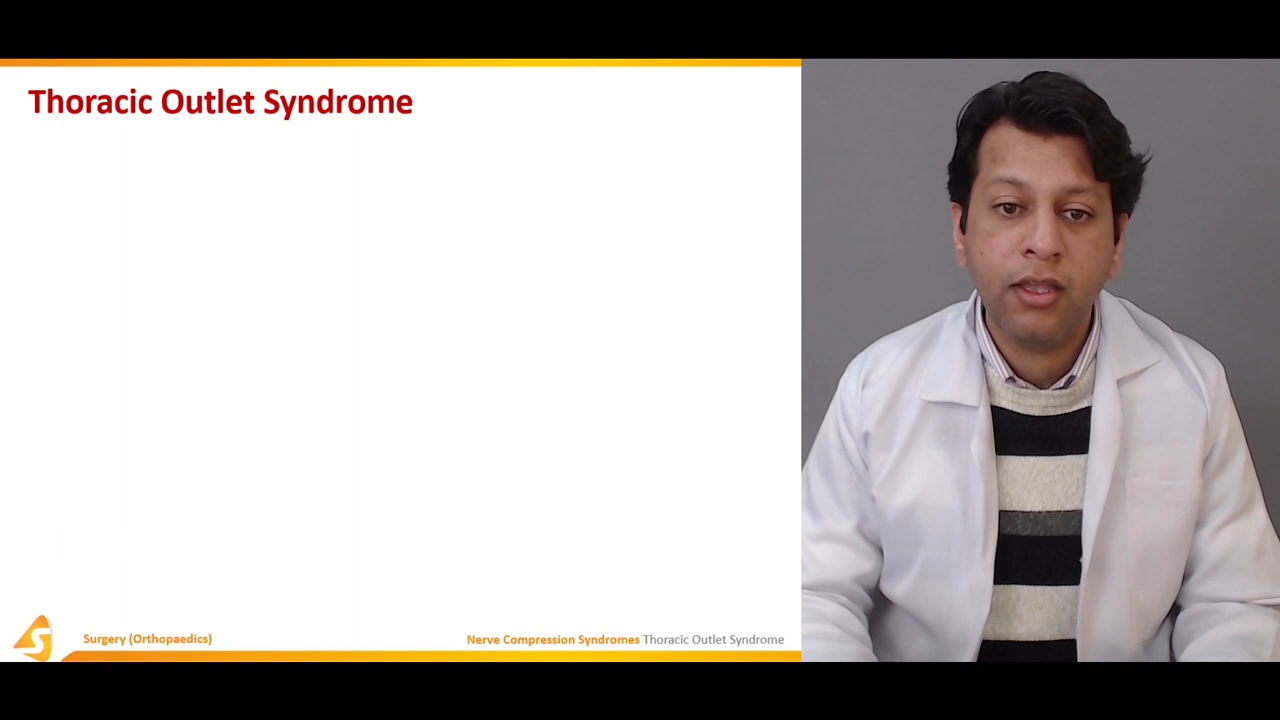 Thoracic Outlet Syndrome
Surgery (Orthopaedics)
Nerve Compression Syndromes Thoracic Outlet Syndrome